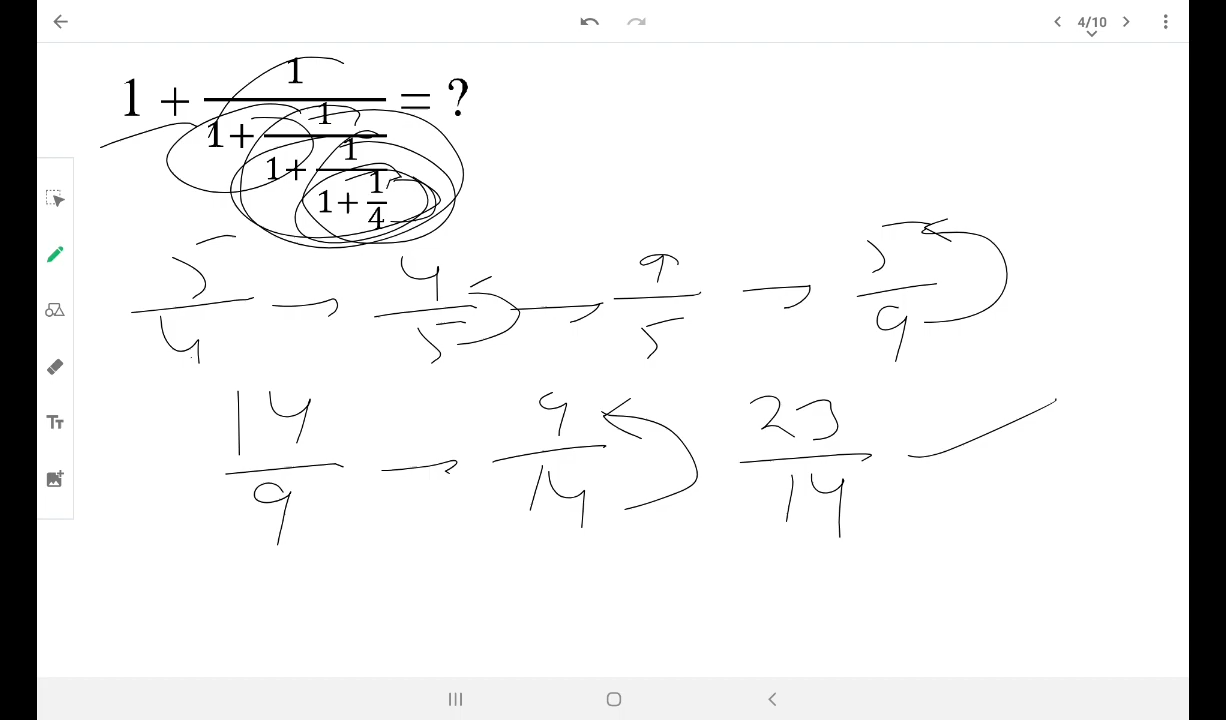 4/10
1 + 1/(1 + 1/(1 + 1/(1 + 1/4))) = ?
5/4 → 4/5 → 9/5 → 5/9
14/9 → 9/14 23/14
Tт